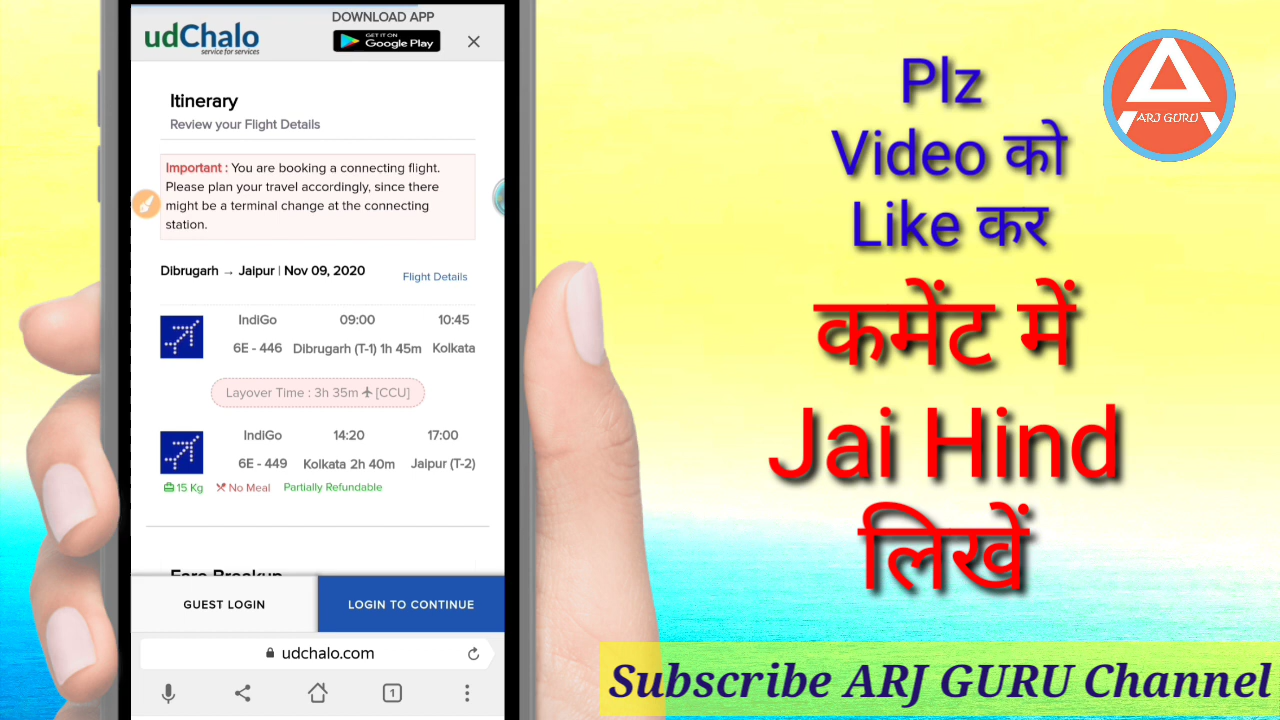 udChalo
service for services
DOWNLOAD APP
GET IT ON
Google Play
Itinerary
Review your Flight Details
Important : You are booking a connecting flight.
Please plan your travel accordingly, since there
might be a terminal change at the connecting
station.
Dibrugarh → Jaipur | Nov 09, 2020
Flight Details
IndiGo 09:00 10:45
6E - 446 Dibrugarh (T-1) 1h 45m Kolkata
Layover Time : 3h 35m [CCU]
IndiGo 14:20 17:00
6E - 449 Kolkata 2h 40m Jaipur (T-2)
15 Kg No Meal Partially Refundable
Fare Breakup
GUEST LOGIN
LOGIN TO CONTINUE
udchalo.com
1
Plz
Video को
Like कर
कमेंट में
Jai Hind
लिखें
ARJ GURU
Subscribe ARJ GURU Channel